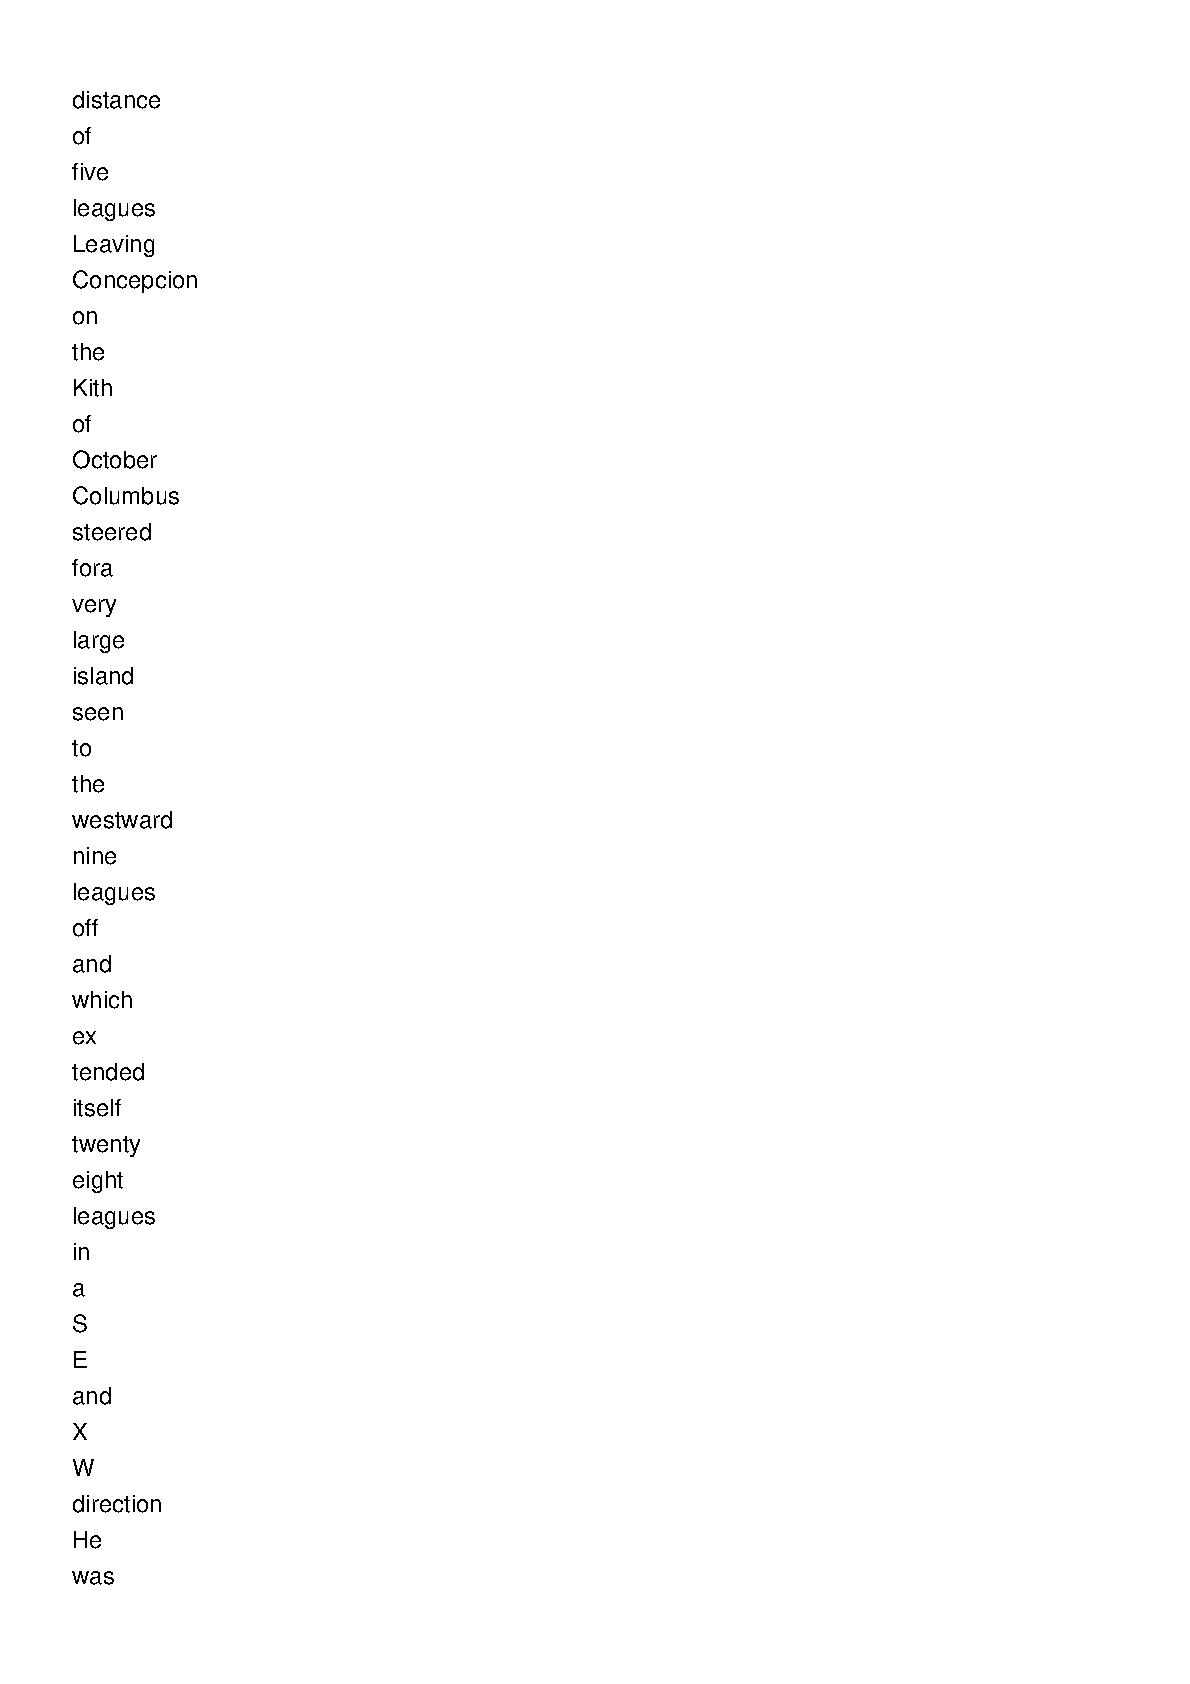 distance
of
five
leagues
Leaving
Concepcion
on
the
Kith
of
October
Columbus
steered
fora
very
large
island
seen
to
the
westward
nine
leagues
off
and
which
ex
tended
itself
twenty
eight
leagues
in
a
S
E
and
X
W
direction
He
was